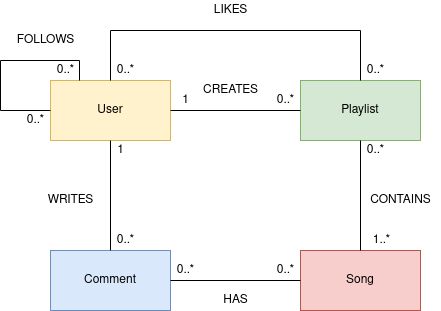 LIKES
FOLLOWS
0..*
0..*
0..*
CREATES
User
1
0..*
Playlist
0..*
1
0..*
WRITES
CONTAINS
0..*
1..*
Comment
0..*
0..*
Song
HAS